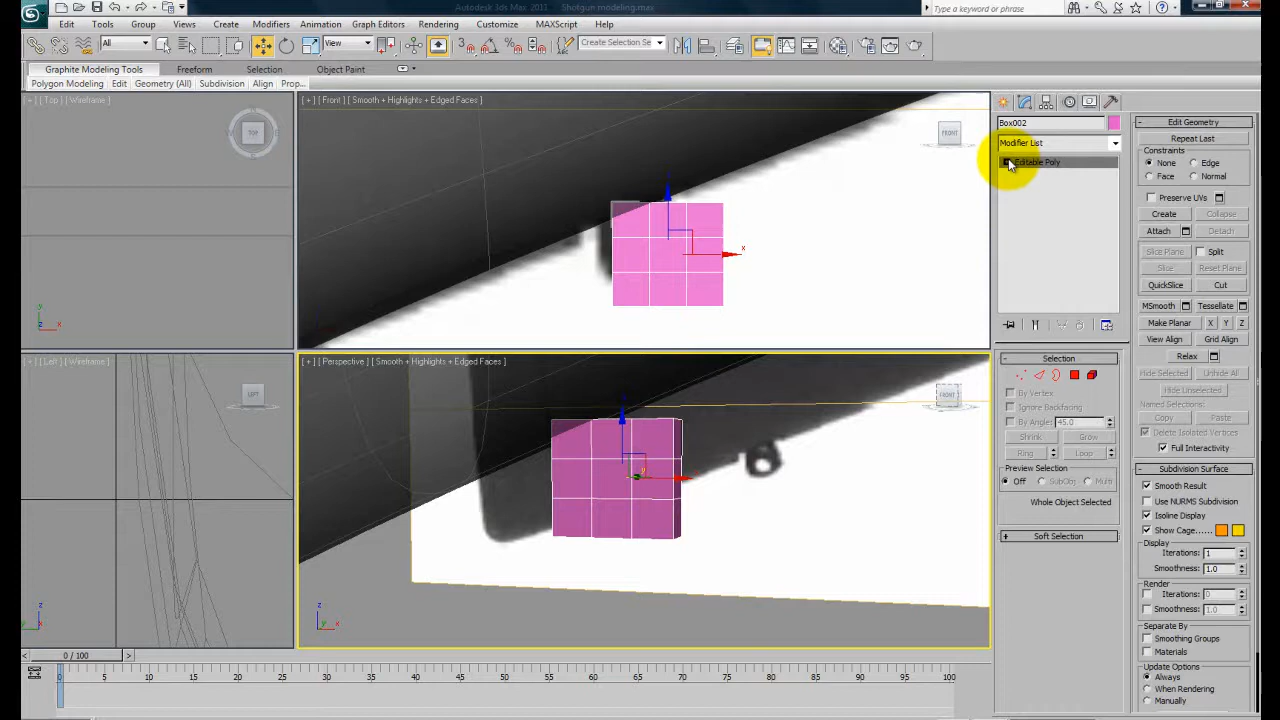 Autodesk 3ds Max 2011 Shotgun modeling.max
Type a keyword or phrase
Edit Tools Group Views Create Modifiers Animation Graph Editors Rendering Customize MAXScript Help
All View Create Selection Se
Graphite Modeling Tools Freeform Selection Object Paint
Polygon Modeling Edit Geometry (All) Subdivision Align Prop...
[ + ] [ Top ] [ Wireframe ]
TOP
[ + ] [ Front ] [ Smooth + Highlights + Edged Faces ]
FRONT
[ + ] [ Left ] [ Wireframe ]
LEFT
[ + ] [ Perspective ] [ Smooth + Highlights + Edged Faces ]
FRONT
Box002
Modifier List
Editable Poly
Selection
By Vertex
Ignore Backfacing
By Angle: 45.0
Shrink Grow
Ring Loop
Preview Selection
Off SubObj Multi
Whole Object Selected
Soft Selection
Edit Geometry
Repeat Last
Constraints
None Edge
Face Normal
Preserve UVs
Create Collapse
Attach Detach
Slice Plane Split
Slice Reset Plane
QuickSlice Cut
MSmooth Tessellate
Make Planar X Y Z
View Align Grid Align
Relax
Hide Selected Unhide All
Hide Unselected
Named Selections:
Copy Paste
Delete Isolated Vertices
Full Interactivity
Subdivision Surface
Smooth Result
Use NURMS Subdivision
Isoline Display
Show Cage......
Display
Iterations: 1
Smoothness: 1.0
Render
Iterations: 0
Smoothness: 1.0
Separate By
Smoothing Groups
Materials
Update Options
Always
When Rendering
Manually
0 / 100
0 5 10 15 20 25 30 35 40 45 50 55 60 65 70 75 80 85 90 95 100